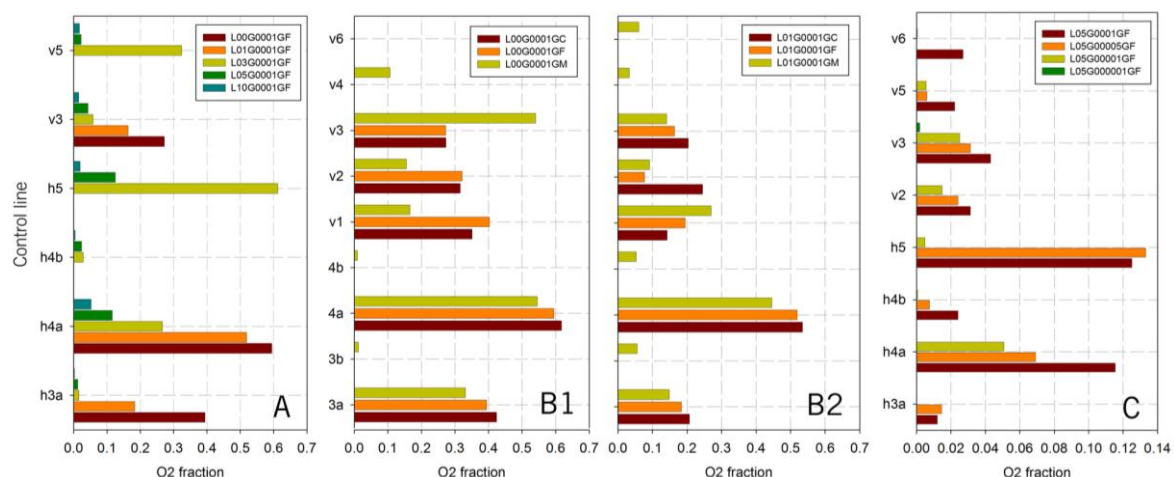 Control line
v5
v3
h5
h4b
h4a
h3a
L00G0001GF
L01G0001GF
L03G0001GF
L05G0001GF
L10G0001GF
A
0.0 0.1 0.2 0.3 0.4 0.5 0.6 0.7
O2 fraction
v6
v4
v3
v2
v1
4b
4a
3b
3a
L00G0001GC
L00G0001GF
L00G0001GM
B1
0.0 0.1 0.2 0.3 0.4 0.5 0.6 0.7
O2 fraction
L01G0001GC
L01G0001GF
L01G0001GM
B2
0.0 0.1 0.2 0.3 0.4 0.5 0.6 0.7
O2 fraction
v6
v5
v3
v2
h5
h4b
h4a
h3a
L05G0001GF
L05G00005GF
L05G00001GF
L05G000001GF
C
0.00 0.02 0.04 0.06 0.08 0.10 0.12 0.14
O2 fraction